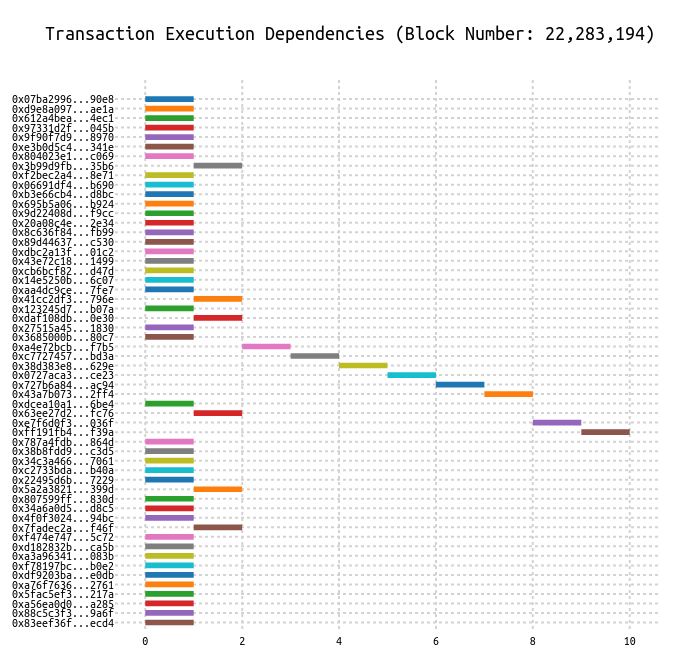 Transaction Execution Dependencies (Block Number: 22,283,194)
0x07ba2996...90e8
0xd9e8a097...ae1a
0x612a4bea...4ec1
0x97331d2f...045b
0x9f90f7d9...8970
0xe3b0d5c4...341e
0x804023e1...c069
0x3b99d9fb...35b6
0xf2bec2a4...8e71
0x06691df4...b690
0xb3e66cb4...d8bc
0x695b5a06...b924
0x9d22408d...f9cc
0x20a08c4e...2e34
0x8c636f84...fb99
0x89d44637...c530
0xdbc2a13f...01c2
0x43e72c18...1499
0xcb6bcf82...d47d
0x14e5250b...6c07
0xaa4dc9ce...7fe7
0x41cc2df3...796e
0x123245d7...b07a
0xdaf108db...0e30
0x27515a45...1830
0x3685000b...80c7
0xa4e72bcb...f7b5
0xc7727457...bd3a
0x38d383e8...629e
0x0727aca3...ce23
0x727b6a84...ac94
0x43a7b073...2ff4
0xdcea10a1...6be4
0x63ee27d2...fc76
0xe7f6d0f3...036f
0xff191fb4...f39a
0x787a4fdb...864d
0x38b8fdd9...c3d5
0x34c3a466...7061
0xc2733bda...b40a
0x22495d6b...7229
0x5a2a3821...399d
0x807599ff...830d
0x34a6a0d5...d8c5
0x4f0f3024...94bc
0x7fadec2a...f46f
0xf474e747...5c72
0xd182832b...ca5b
0xa3a96341...083b
0xf78197bc...b0e2
0xdf9203ba...e0db
0xa76f7636...2761
0x5fac5ef3...217a
0xa56ea0d0...a285
0x88c5c3f3...9a6f
0x83eef36f...ecd4
0 2 4 6 8 10